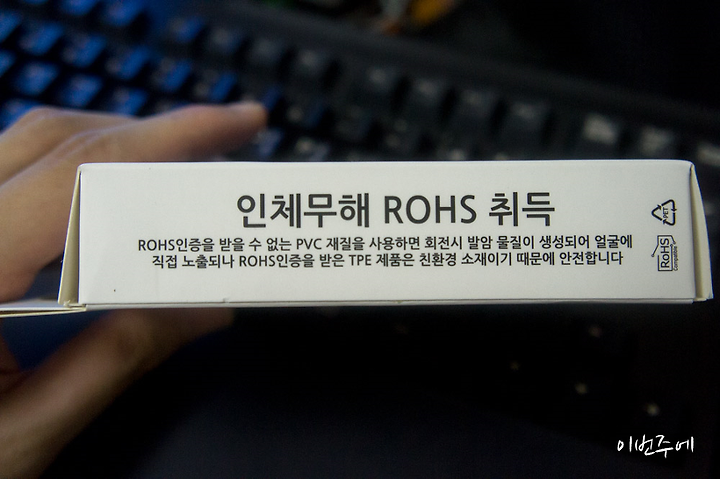 인체무해 ROHS 취득
ROHS인증을 받을 수 없는 PVC 재질을 사용하면 회전시 발암 물질이 생성되어 얼굴에
직접 노출되나 ROHS인증을 받은 TPE 제품은 친환경 소재이기 때문에 안전합니다
PET
RoHS
Compatible
이번주에